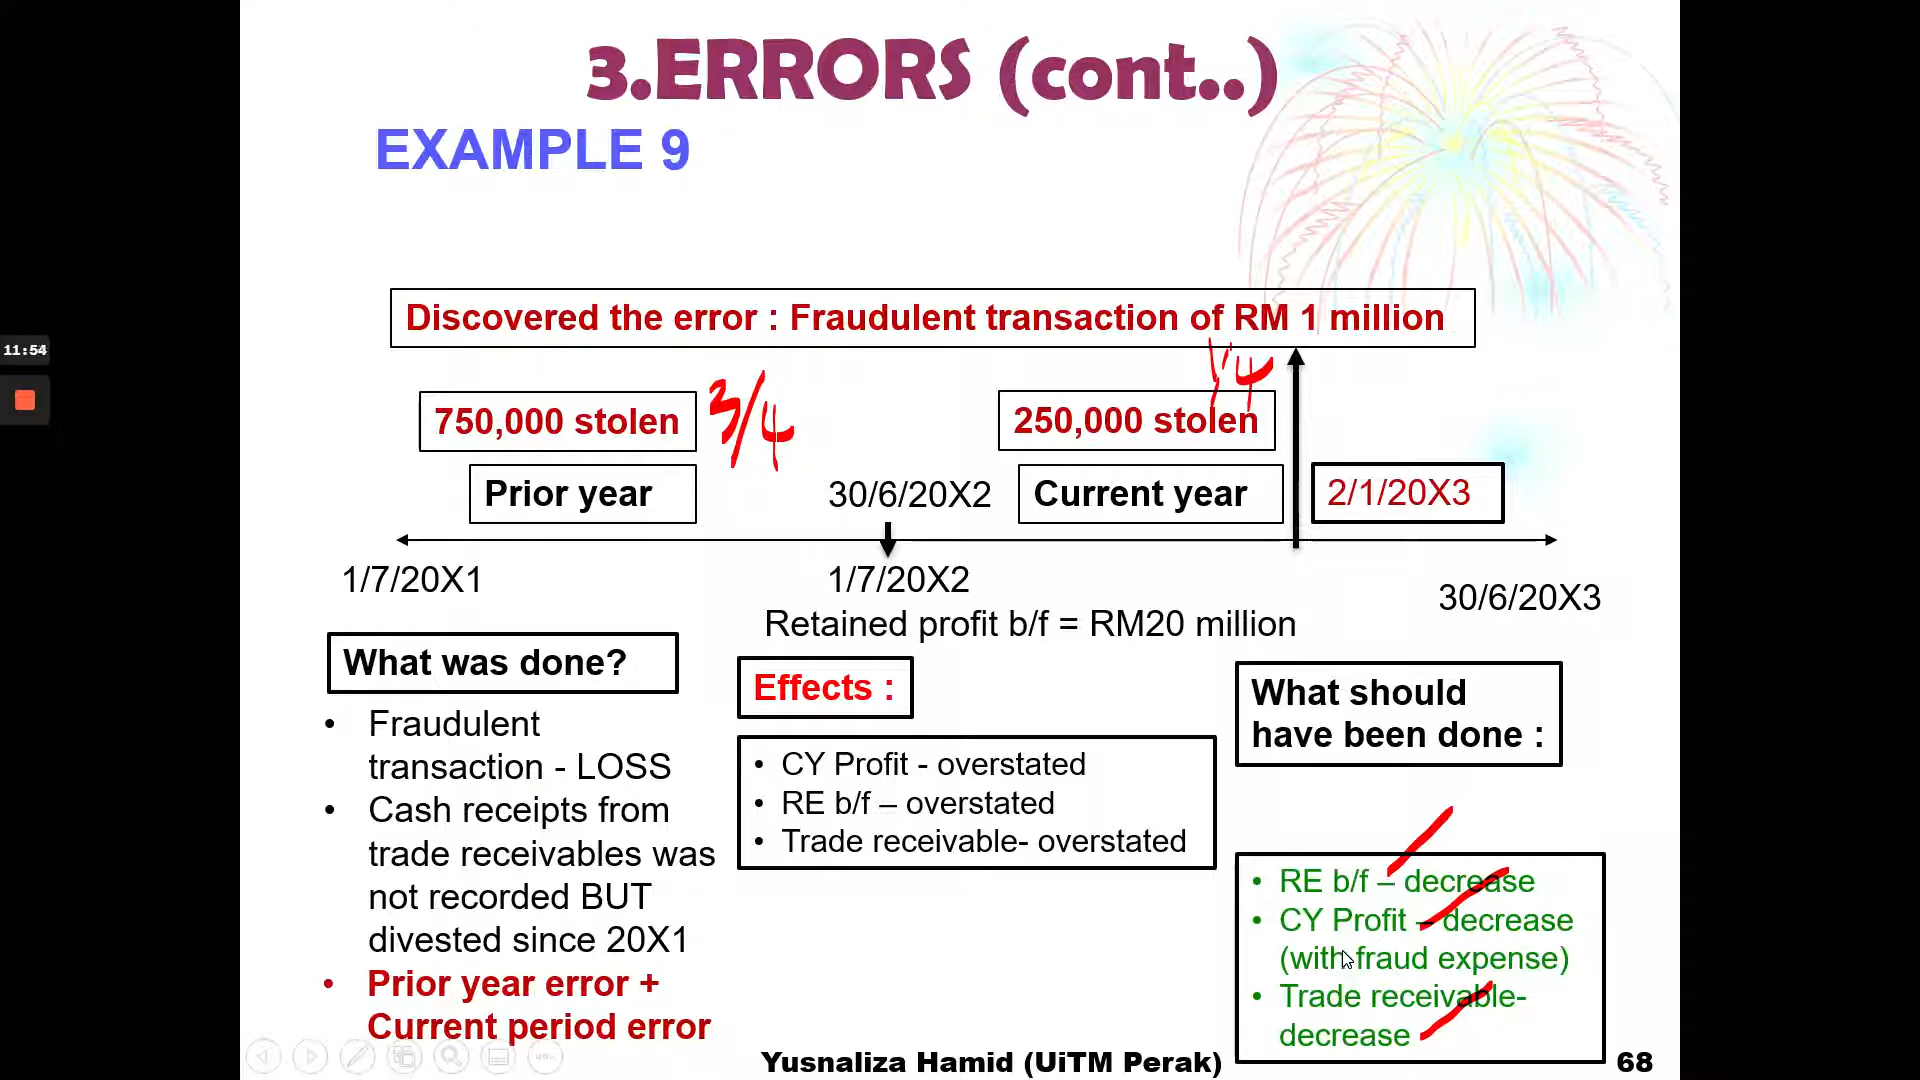 3.ERRORS (cont..)
EXAMPLE 9
Discovered the error : Fraudulent transaction of RM 1 million
11:54
1/4
750,000 stolen
3/4
250,000 stolen
Prior year
30/6/20X2
Current year
2/1/20X3
1/7/20X1
1/7/20X2
30/6/20X3
Retained profit b/f = RM20 million
What was done?
• Fraudulent
transaction - LOSS
• Cash receipts from
trade receivables was
not recorded BUT
divested since 20X1
• Prior year error +
Current period error
Effects :
• CY Profit - overstated
• RE b/f – overstated
• Trade receivable- overstated
What should
have been done :
• RE b/f – decrease
• CY Profit – decrease
(with fraud expense)
• Trade receivable-
decrease
Yusnaliza Hamid (UiTM Perak)
68